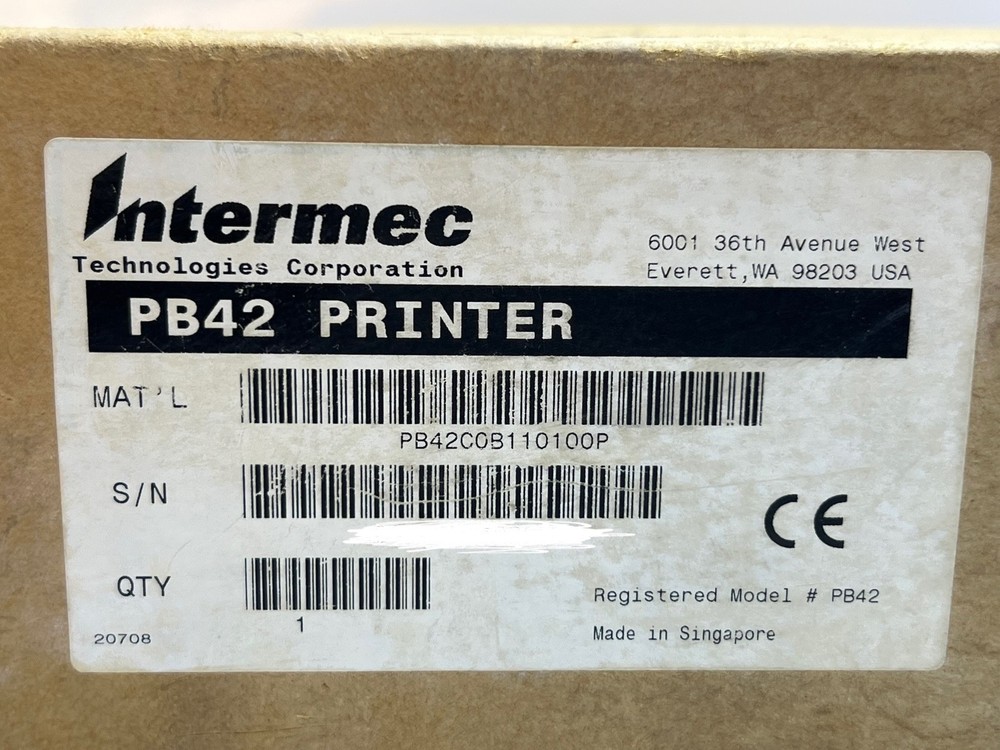 Intermec
Technologies Corporation
6001 36th Avenue West
Everett,WA 98203 USA
PB42 PRINTER
MAT'L
PB42C0B110100P
S/N
CE
QTY
1
Registered Model # PB42
20708
Made in Singapore